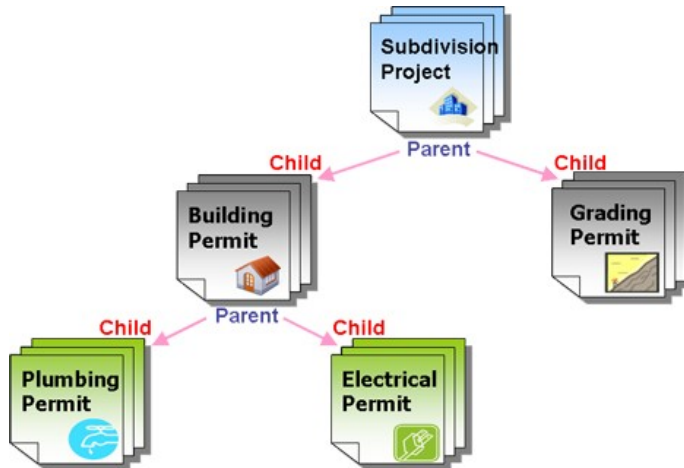 Subdivision
Project
Parent
Child
Child
Building
Permit
Grading
Permit
Parent
Child
Child
Plumbing
Permit
Electrical
Permit